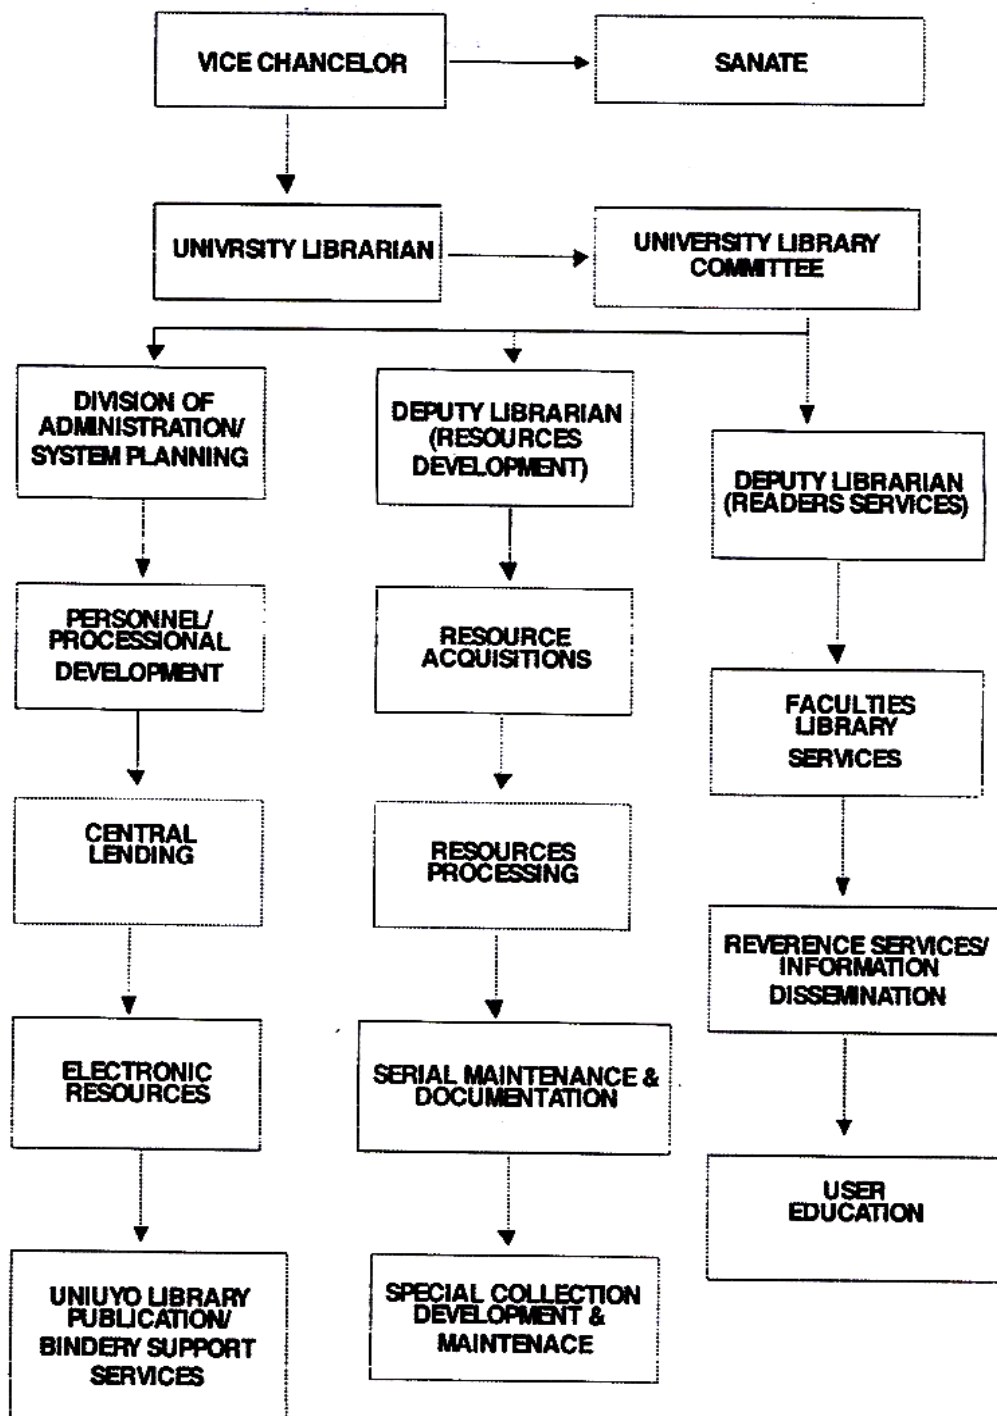 VICE CHANCELOR
SANATE
UNIVRSITY LIBRARIAN
UNIVERSITY LIBRARY
COMMITTEE
DIVISION OF
ADMINISTRATION/
SYSTEM PLANNING
DEPUTY LIBRARIAN
(RESOURCES
DEVELOPMENT)
DEPUTY LIBRARIAN
(READERS SERVICES)
PERSONNEL/
PROCESSIONAL
DEVELOPMENT
RESOURCE
ACQUISITIONS
FACULTIES
LIBRARY
SERVICES
CENTRAL
LENDING
RESOURCES
PROCESSING
REVERENCE SERVICES/
INFORMATION
DISSEMINATION
ELECTRONIC
RESOURCES
SERIAL MAINTENANCE &
DOCUMENTATION
USER
EDUCATION
UNIUYO LIBRARY
PUBLICATION/
BINDERY SUPPORT
SERVICES
SPECIAL COLLECTION
DEVELOPMENT &
MAINTENACE